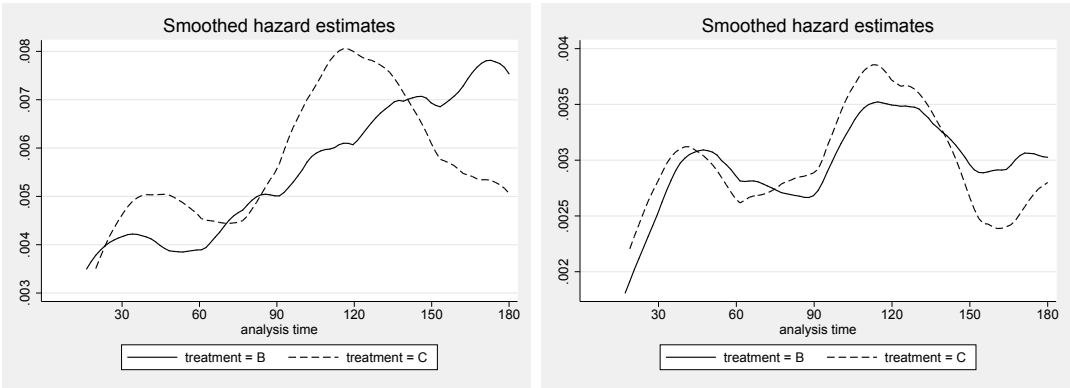 Smoothed hazard estimates
.008
.007
.006
.005
.004
.003
30 60 90 120 150 180
analysis time
treatment = B treatment = C
Smoothed hazard estimates
.004
.0035
.003
.0025
.002
30 60 90 120 150 180
analysis time
treatment = B treatment = C